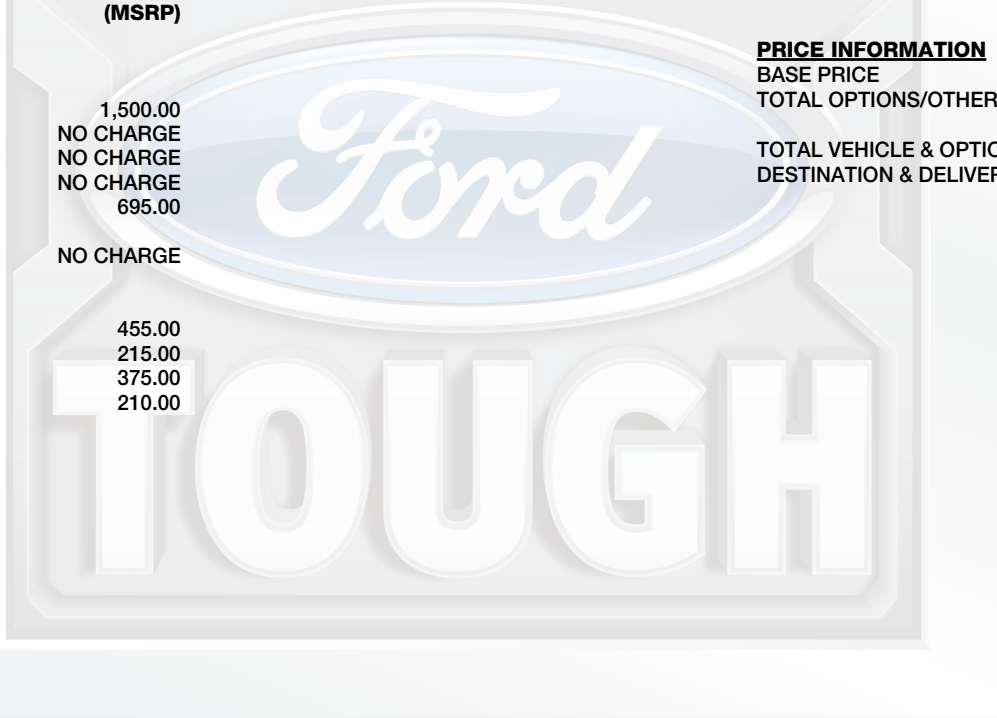 (MSRP)
1,500.00
NO CHARGE
NO CHARGE
NO CHARGE
695.00
NO CHARGE
455.00
215.00
375.00
210.00
PRICE INFORMATION
BASE PRICE
TOTAL OPTIONS/OTHER
TOTAL VEHICLE & OPTIO
DESTINATION & DELIVER
Ford
TOUGH